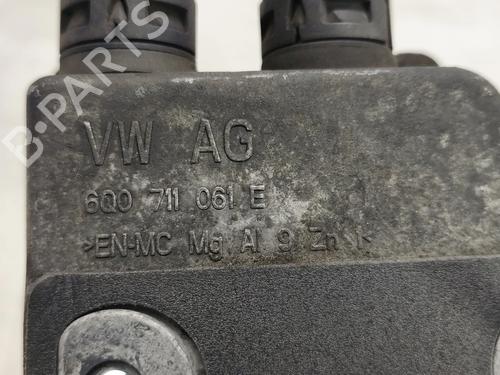 B-PARTS
VW AG
6Q0 711 061 E
>EN-MC Mg Al 9 Zn 1<